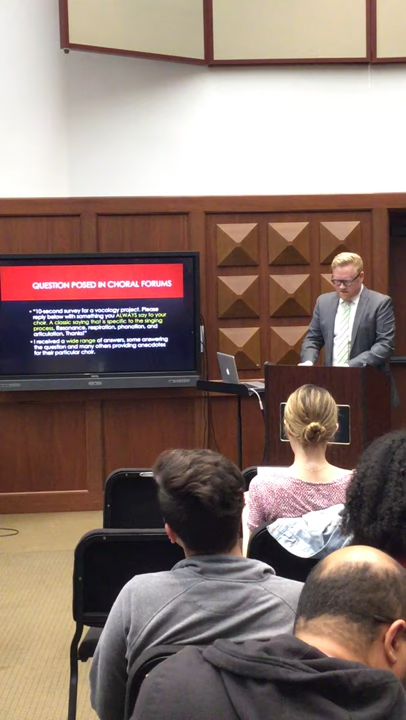 QUESTION POSED IN CHORAL FORUMS
• "10-second survey for a vocology project. Please
reply below with something you ALWAYS say to your
choir. A classic saying that is specific to the singing
process. Resonance, respiration, phonation, and
articulation. Thanks!"
• I received a wide range of answers, some answering
the question and many others providing anecdotes
for their particular choir.